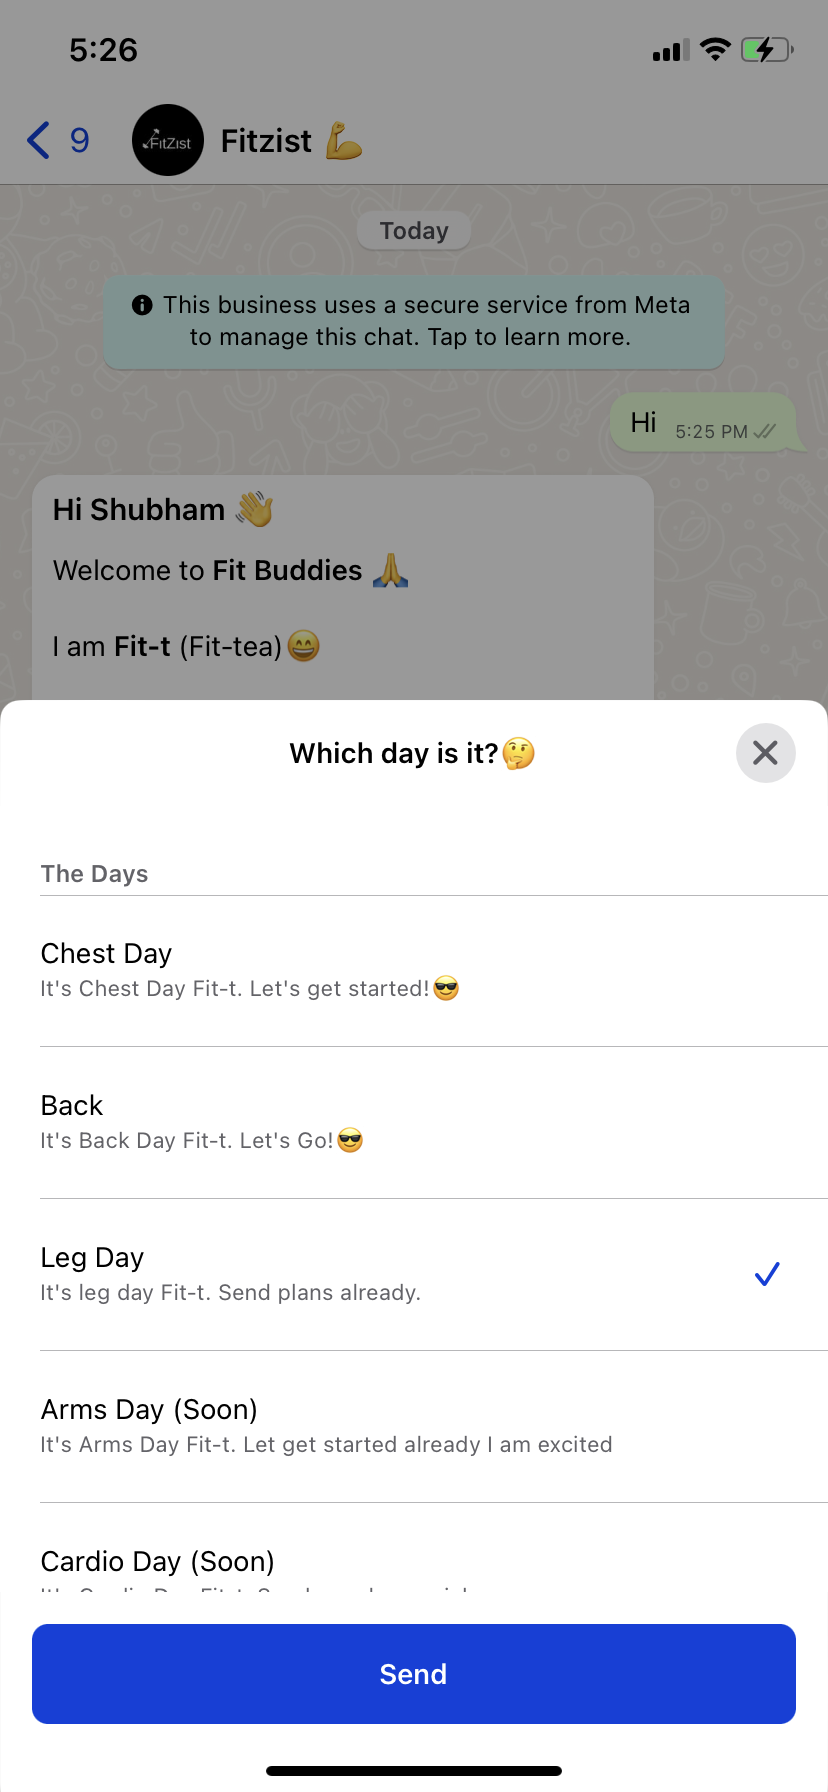 5:26
9
FitZist
Fitzist 💪
Today
This business uses a secure service from Meta
to manage this chat. Tap to learn more.
Hi 5:25 PM
Hi Shubham 👋
Welcome to Fit Buddies 🙏
I am Fit-t (Fit-tea)😄
Which day is it?🤔
The Days
Chest Day
It's Chest Day Fit-t. Let's get started!😎
Back
It's Back Day Fit-t. Let's Go!😎
Leg Day
It's leg day Fit-t. Send plans already.
Arms Day (Soon)
It's Arms Day Fit-t. Let get started already I am excited
Cardio Day (Soon)
Send